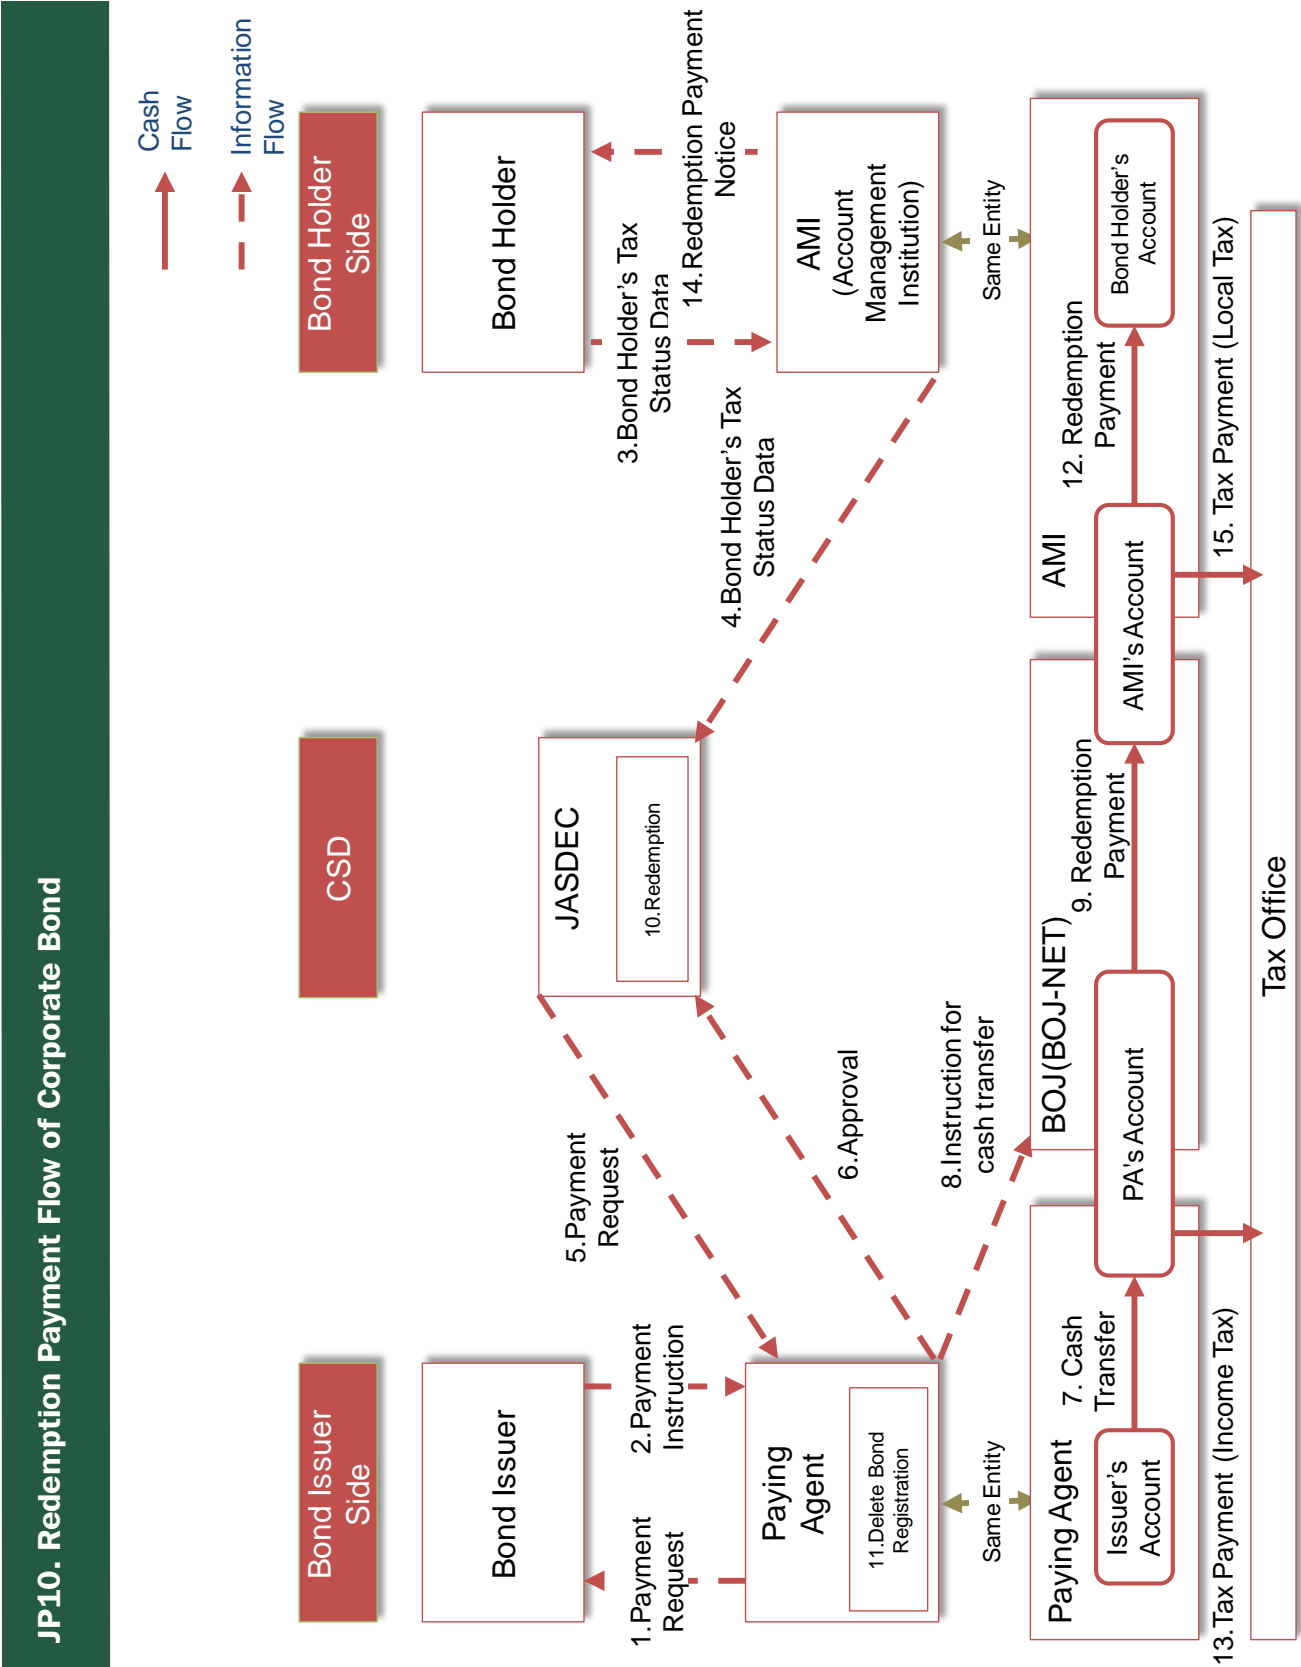 JP10. Redemption Payment Flow of Corporate Bond
Cash
Flow
Information
Flow
Bond Issuer
Side
CSD
Bond Holder
Side
Bond Issuer
JASDEC
10.Redemption
Bond Holder
1.Payment
Request
2.Payment
Instruction
5.Payment
Request
6.Approval
4.Bond Holder's Tax
Status Data
3.Bond Holder's Tax
Status Data
14.Redemption Payment
Notice
Paying
Agent
11.Delete Bond
Registration
AMI
(Account
Management
Institution)
Same Entity
8.Instruction for
cash transfer
Same Entity
Paying Agent
Issuer's
Account
7. Cash
Transfer
BOJ(BOJ-NET)
PA's Account
9. Redemption
Payment
AMI
AMI's Account
12. Redemption
Payment
Bond Holder's
Account
13.Tax Payment (Income Tax)
15. Tax Payment (Local Tax)
Tax Office